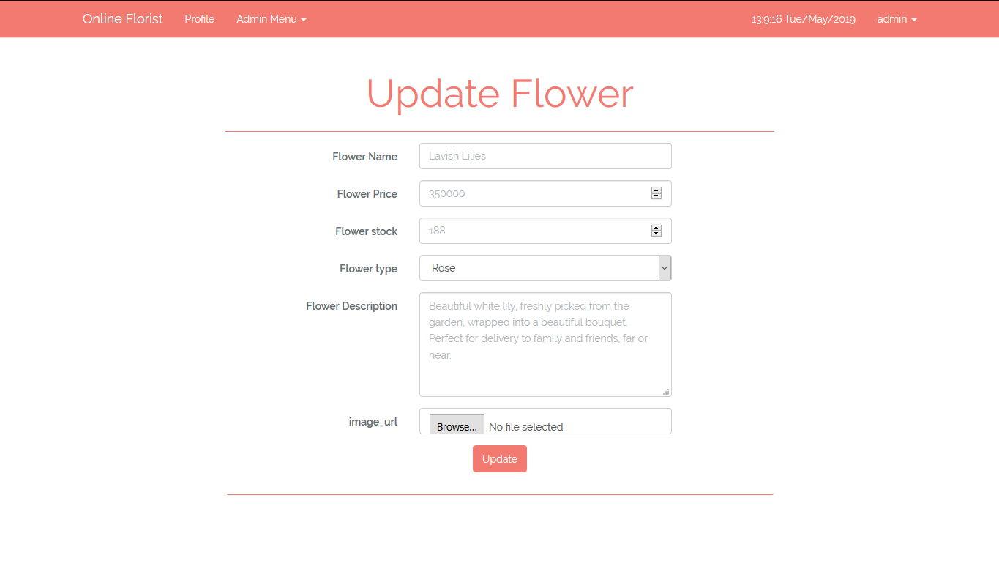 Online Florist Profile Admin Menu 13:9:16 Tue/May/2019 admin
Update Flower
Flower Name Lavish Lilies
Flower Price 350000
Flower stock 188
Flower type Rose
Flower Description Beautiful white lily, freshly picked from the
garden, wrapped into a beautiful bouquet.
Perfect for delivery to family and friends, far or
near.
image_url Browse... No file selected.
Update